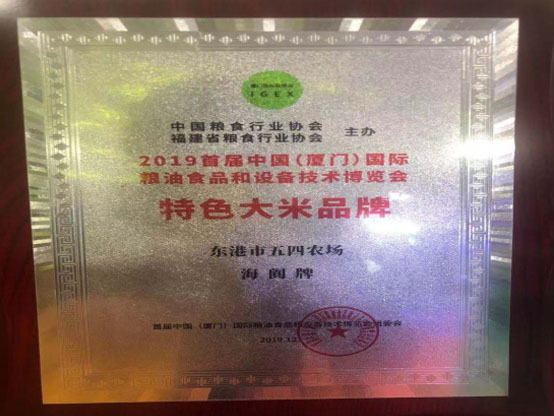 IGEX
中国粮食行业协会
福建省粮食行业协会 主办
2019首届中国(厦门)国际
粮油食品和设备技术博览会
特色大米品牌
东港市五四农场
海阔牌
首届中国(厦门)国际粮油食品和设备技术博览会组委会
2019.12